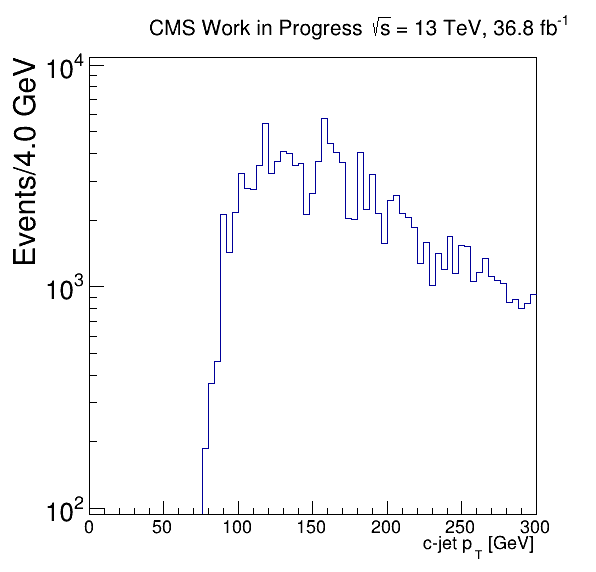 CMS Work in Progress √s = 13 TeV, 36.8 fb⁻¹
Events/4.0 GeV
10⁴
10³
10²
0 50 100 150 200 250 300
c-jet p_T [GeV]